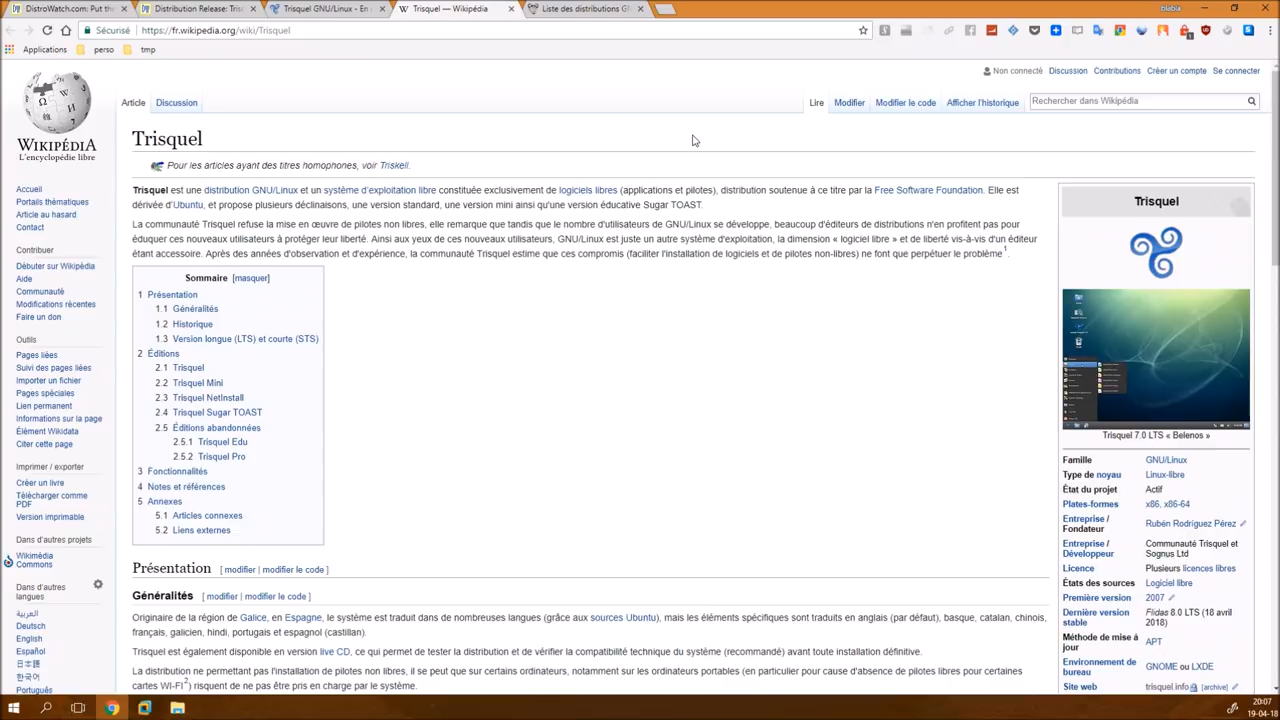 DistroWatch.com: Put the
Distribution Release: Tris
Trisquel GNU/Linux - En
Trisquel — Wikipédia
Liste des distributions GN
blabla
Sécurisé
https://fr.wikipedia.org/wiki/Trisquel
Applications
perso
tmp
Non connecté
Discussion
Contributions
Créer un compte
Se connecter
Article
Discussion
Lire
Modifier
Modifier le code
Afficher l'historique
Rechercher dans Wikipédia
WIKIPÉDIA
L'encyclopédie libre
Accueil
Portails thématiques
Article au hasard
Contact
Contribuer
Débuter sur Wikipédia
Aide
Communauté
Modifications récentes
Faire un don
Outils
Pages liées
Suivi des pages liées
Importer un fichier
Pages spéciales
Lien permanent
Informations sur la page
Élément Wikidata
Citer cette page
Imprimer / exporter
Créer un livre
Télécharger comme
PDF
Version imprimable
Dans d'autres projets
Wikimédia
Commons
Dans d'autres
langues
العربية
Deutsch
English
Español
日本語
한국어
Português
Trisquel
Pour les articles ayant des titres homophones, voir Triskell.
Trisquel est une distribution GNU/Linux et un système d'exploitation libre constituée exclusivement de logiciels libres (applications et pilotes), distribution soutenue à ce titre par la Free Software Foundation. Elle est
dérivée d'Ubuntu, et propose plusieurs déclinaisons, une version standard, une version mini ainsi qu'une version éducative Sugar TOAST.
La communauté Trisquel refuse la mise en œuvre de pilotes non libres, elle remarque que tandis que le nombre d'utilisateurs de GNU/Linux se développe, beaucoup d'éditeurs de distributions n'en profitent pas pour
éduquer ces nouveaux utilisateurs à protéger leur liberté. Ainsi aux yeux de ces nouveaux utilisateurs, GNU/Linux est juste un autre système d'exploitation, la dimension « logiciel libre » et de liberté vis-à-vis d'un éditeur
étant accessoire. Après des années d'observation et d'expérience, la communauté Trisquel estime que ces compromis (faciliter l'installation de logiciels et de pilotes non-libres) ne font que perpétuer le problème1.
Sommaire [masquer]
1 Présentation
1.1 Généralités
1.2 Historique
1.3 Version longue (LTS) et courte (STS)
2 Éditions
2.1 Trisquel
2.2 Trisquel Mini
2.3 Trisquel NetInstall
2.4 Trisquel Sugar TOAST
2.5 Éditions abandonnées
2.5.1 Trisquel Edu
2.5.2 Trisquel Pro
3 Fonctionnalités
4 Notes et références
5 Annexes
5.1 Articles connexes
5.2 Liens externes
Présentation [ modifier | modifier le code ]
Généralités [ modifier | modifier le code ]
Originaire de la région de Galice, en Espagne, le système est traduit dans de nombreuses langues (grâce aux sources Ubuntu), mais les éléments spécifiques sont traduits en anglais (par défaut), basque, catalan, chinois,
français, galicien, hindi, portugais et espagnol (castillan).
Trisquel est également disponible en version live CD, ce qui permet de tester la distribution et de vérifier la compatibilité technique du système (recommandé) avant toute installation définitive.
La distribution ne permettant pas l'installation de pilotes non libres, il se peut que sur certains ordinateurs, notamment sur les ordinateurs portables (en particulier pour cause d'absence de pilotes libres pour certaines
cartes WI-FI2) risquent de ne pas être pris en charge par le système.
Trisquel
Trisquel 7.0 LTS « Belenos »
Famille GNU/Linux
Type de noyau Linux-libre
État du projet Actif
Plates-formes x86, x86-64
Entreprise /
Fondateur Rubén Rodríguez Pérez
Entreprise /
Développeur
Communauté Trisquel et
Sognus Ltd
Licence Plusieurs licences libres
États des sources Logiciel libre
Première version 2007
Dernière version
stable
Flidas 8.0 LTS (18 avril
2018)
Méthode de mise à
jour APT
Environnement de
bureau GNOME ou LXDE
Site web trisquel.info [archive]
20:07
19-04-18